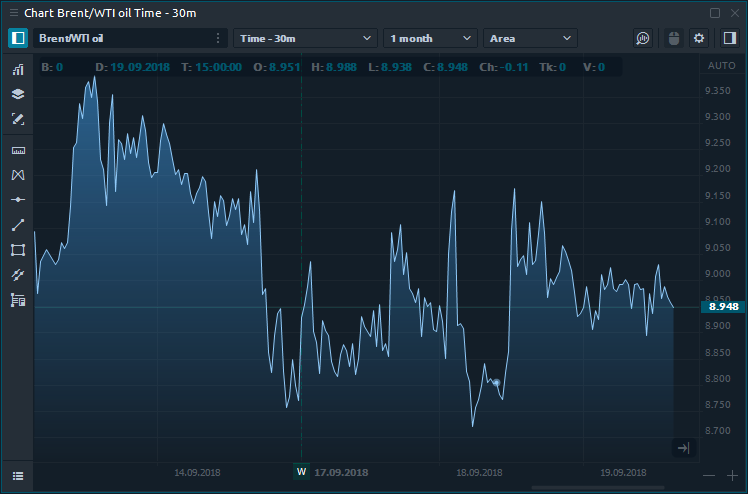 Chart Brent/WTI oil Time - 30m
Brent/WTI oil
Time - 30m
1 month
Area
B: 0 D: 19.09.2018 T: 15:00:00 O: 8.951 H: 8.988 L: 8.938 C: 8.948 Ch: -0.11 Tk: 0 V: 0
AUTO
9.350
9.300
9.250
9.200
9.150
9.100
9.050
9.000
8.950
8.948
8.900
8.850
8.800
8.750
8.700
14.09.2018
W
17.09.2018
18.09.2018
19.09.2018